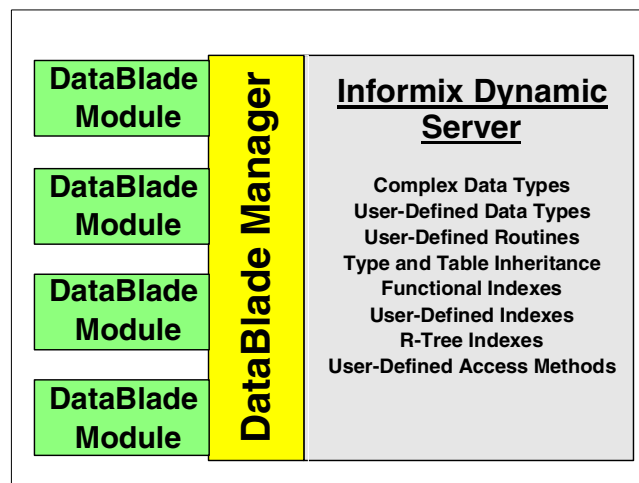 DataBlade
Module
DataBlade
Module
DataBlade
Module
DataBlade
Module
DataBlade Manager
Informix Dynamic
Server
Complex Data Types
User-Defined Data Types
User-Defined Routines
Type and Table Inheritance
Functional Indexes
User-Defined Indexes
R-Tree Indexes
User-Defined Access Methods